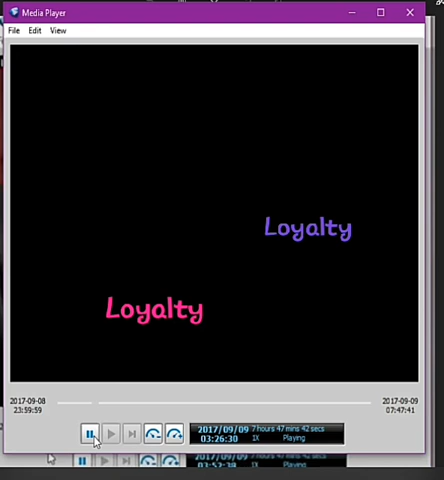 Media Player
File Edit View
Loyalty
Loyalty
2017-09-08
23:59:59
2017-09-09
07:47:41
2017/09/09 7 hours 47 mins 42 secs
03:26:30 1X Playing